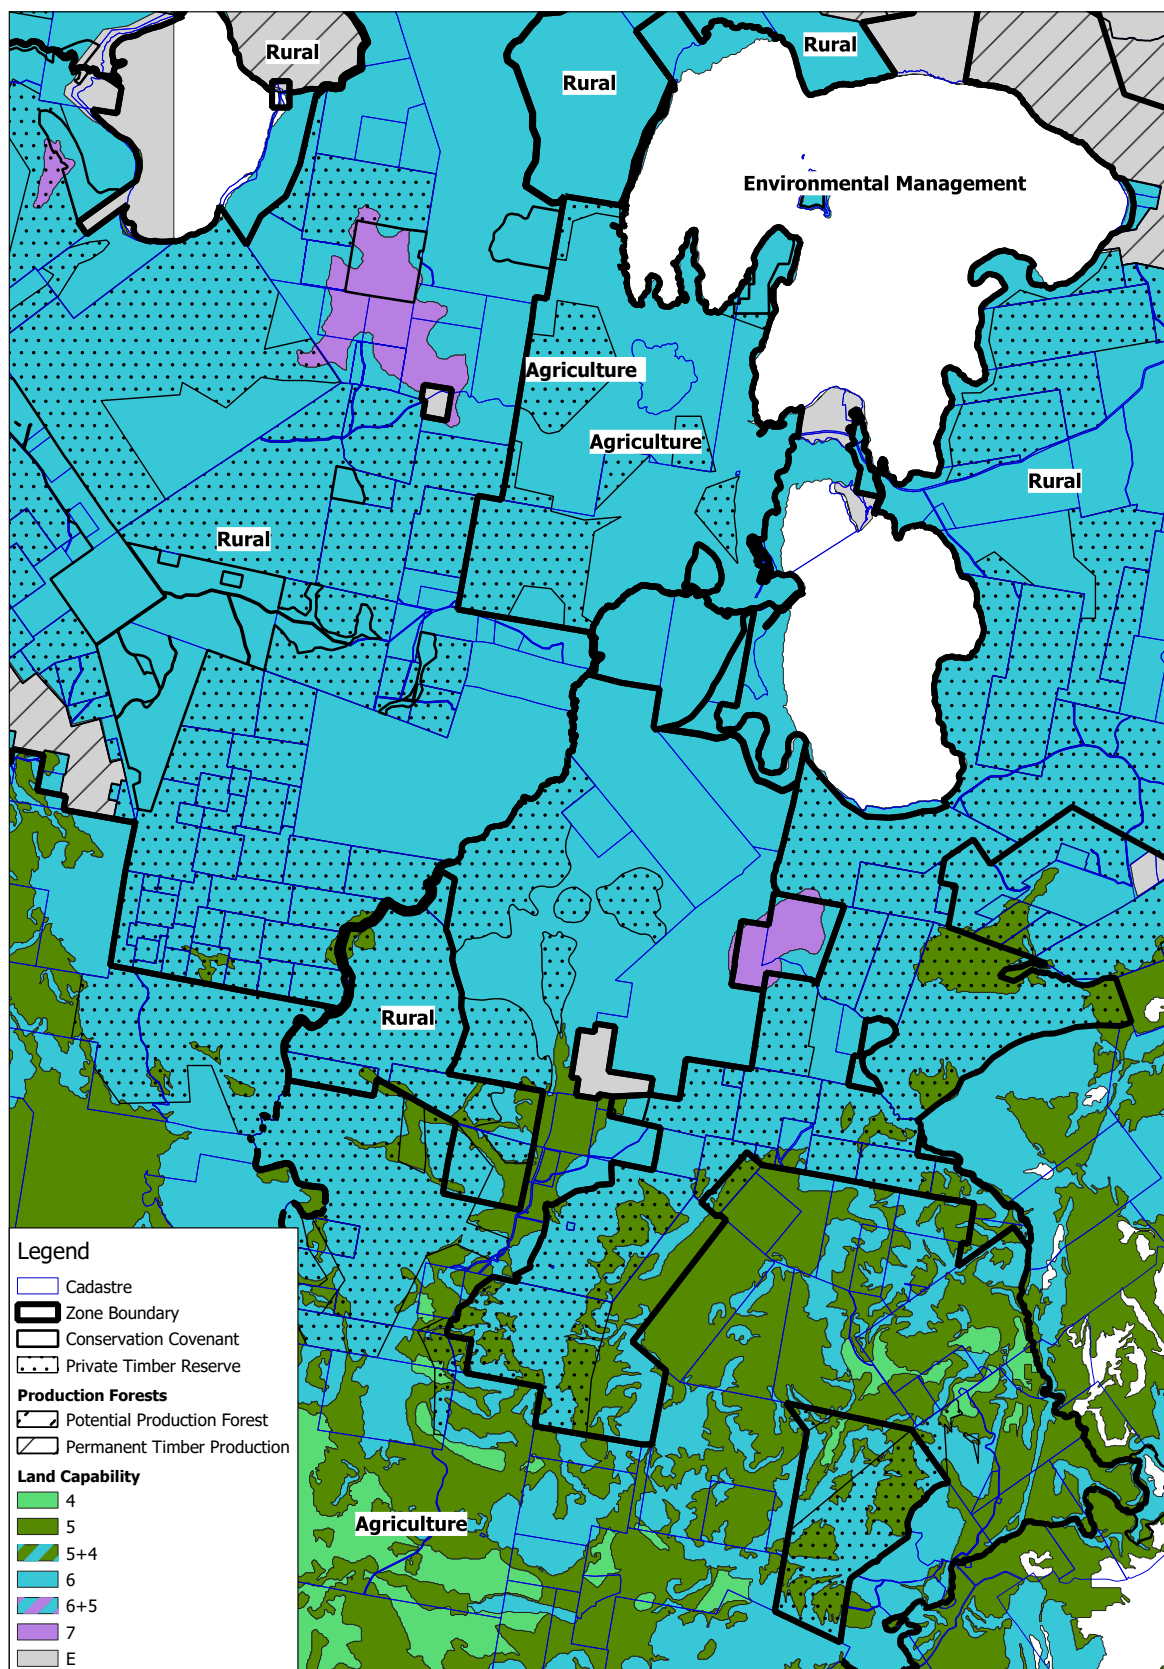 Rural
Rural
Rural
Environmental Management
Agriculture
Agriculture
Rural
Rural
Rural
Agriculture
Legend
Cadastre
Zone Boundary
Conservation Covenant
Private Timber Reserve
Production Forests
Potential Production Forest
Permanent Timber Production
Land Capability
4
5
5+4
6
6+5
7
E